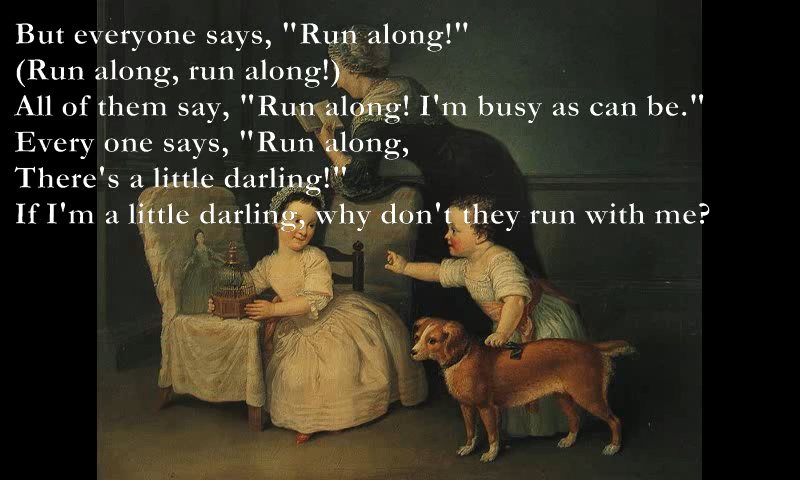 But everyone says, "Run along!"
(Run along, run along!)
All of them say, "Run along! I'm busy as can be."
Every one says, "Run along,
There's a little darling!"
If I'm a little darling, why don't they run with me?